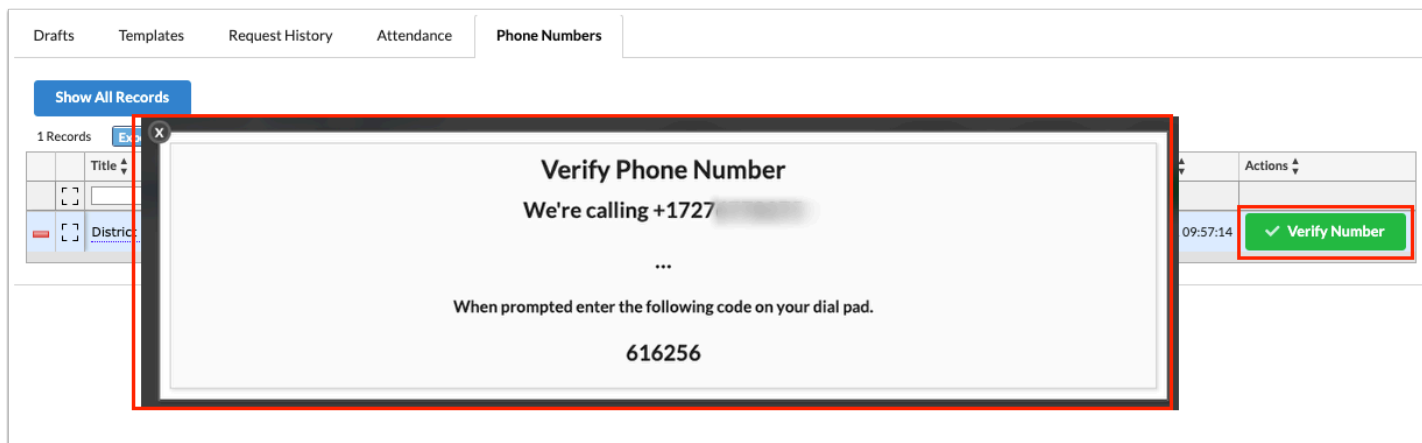 Drafts Templates Request History Attendance Phone Numbers
Show All Records
1 Records
X
Title Actions
Verify Phone Number
We're calling +1727
...
District 09:57:14 Verify Number
When prompted enter the following code on your dial pad.
616256